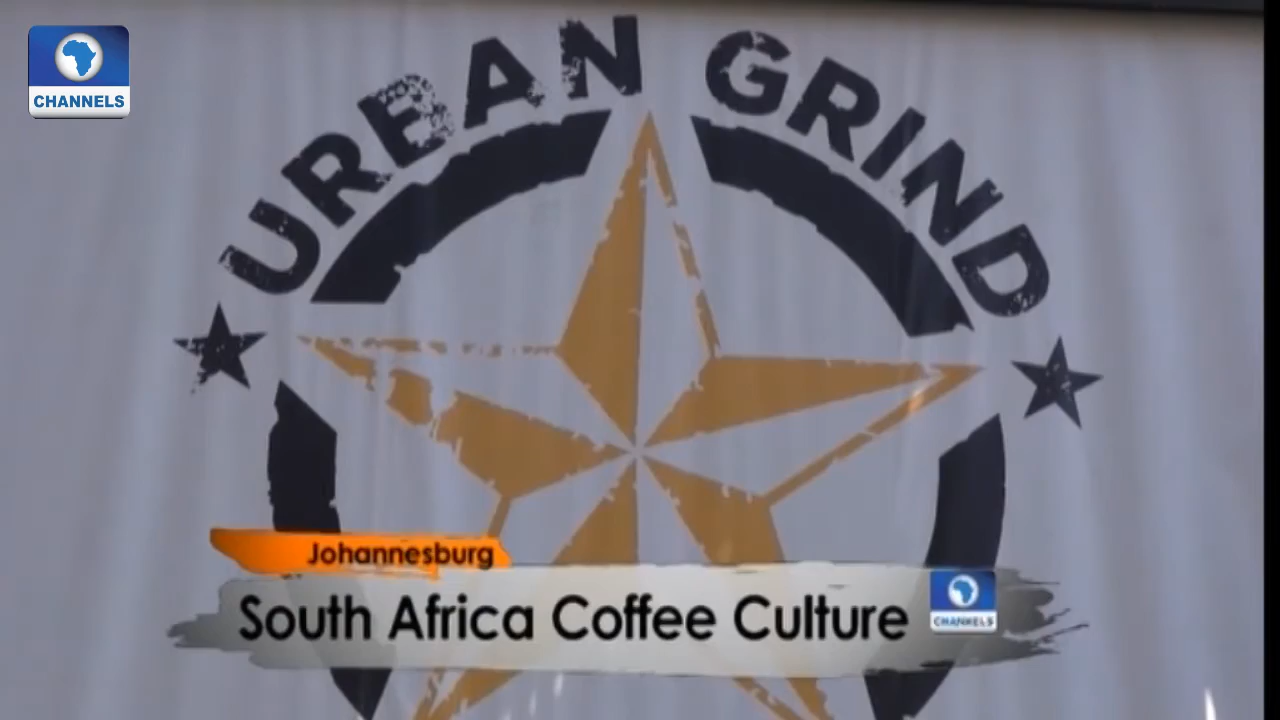 CHANNELS
URBAN GRIND
Johannesburg
South Africa Coffee Culture
CHANNELS